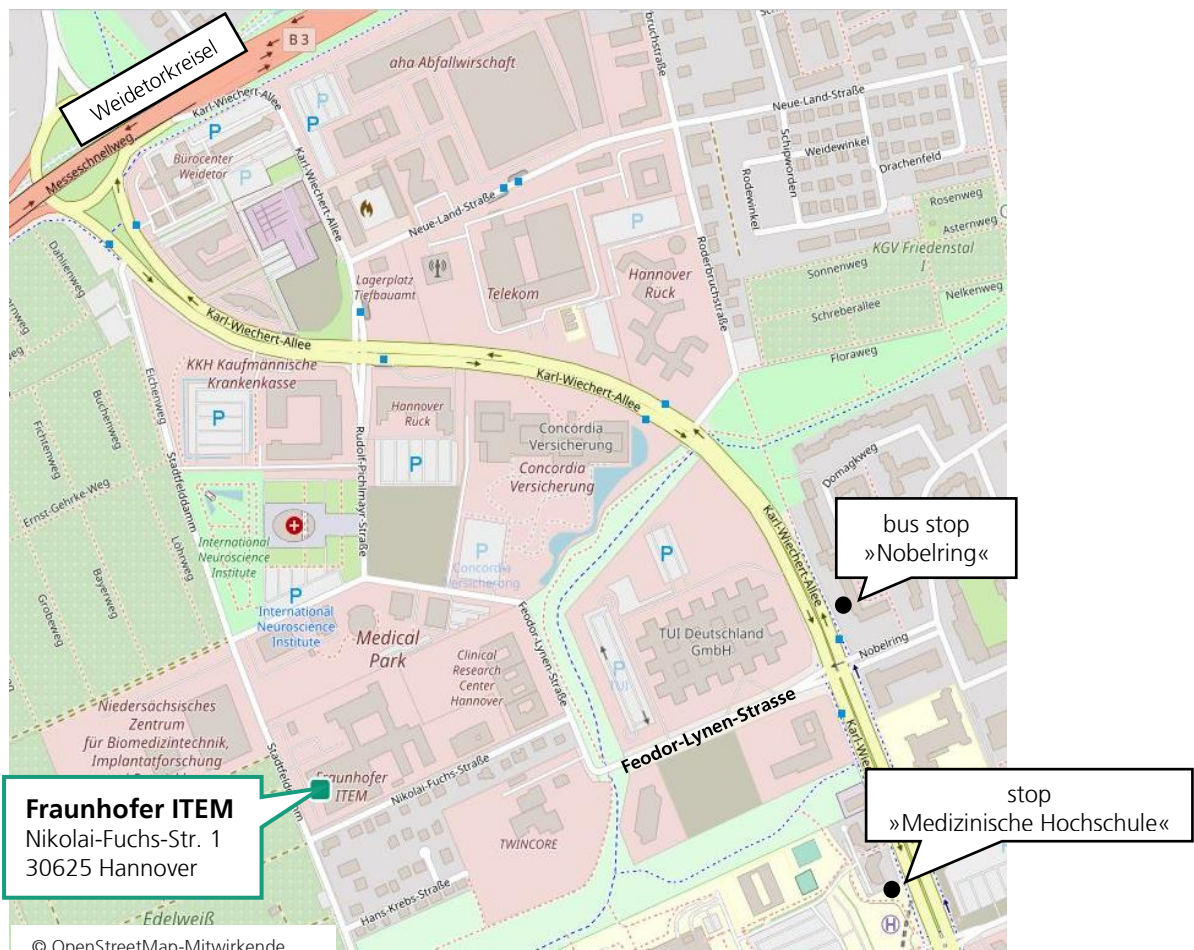 Weidetorkreisel
B 3
aha Abfallwirschaft
Karl-Wiechert-Allee
P
P
P
Messeschnellweg
Bürocenter
Weidetor
P
Karl-Wiechert-Allee
Neue-Land-Straße
Neue-Land-Straße
Schipworden
Weidewinkel
Drachenfeld
Rodewinkel
Rosenweg
Asternweg
KGV Friedenstal
I
Sonnenweg
Nelkenweg
Schreberallee
Floraweg
Roderbruchstraße
P
Hannover
Rück
Telekom
Lagerplatz
Tiefbauamt
Dahlienweg
Karl-Wiechert-Allee
Karl-Wiechert-Allee
KKH Kaufmännische
Krankenkasse
P
Eichenweg
Buchenweg
Fichtenweg
Hannover
Rück
P
Concordia
Versicherung
Concordia
Versicherung
Rudolf-Pichlmayr-Straße
Stadtfelddamm
Ernst-Gehrke-Weg
Lohnweg
Bayerweg
Grobeweg
International
Neuroscience
Institute
P
International
Neuroscience
Institute
P
Concordia
Versicherung
Domagkweg
Karl-Wiechert-Allee
bus stop
»Nobelring«
P
TUI Deutschland
GmbH
P
TUI
Nobelring
Medical
Park
Clinical
Research
Center
Hannover
Feodor-Lynen-Straße
Feodor-Lynen-Strasse
Niedersächsisches
Zentrum
für Biomedizintechnik,
Implantatforschung
Stadtfelddamm
Fraunhofer
ITEM
Nikolai-Fuchs-Straße
Fraunhofer ITEM
Nikolai-Fuchs-Str. 1
30625 Hannover
TWINCORE
Hans-Krebs-Straße
stop
»Medizinische Hochschule«
H
Edelweiß
© OpenStreetMap-Mitwirkende